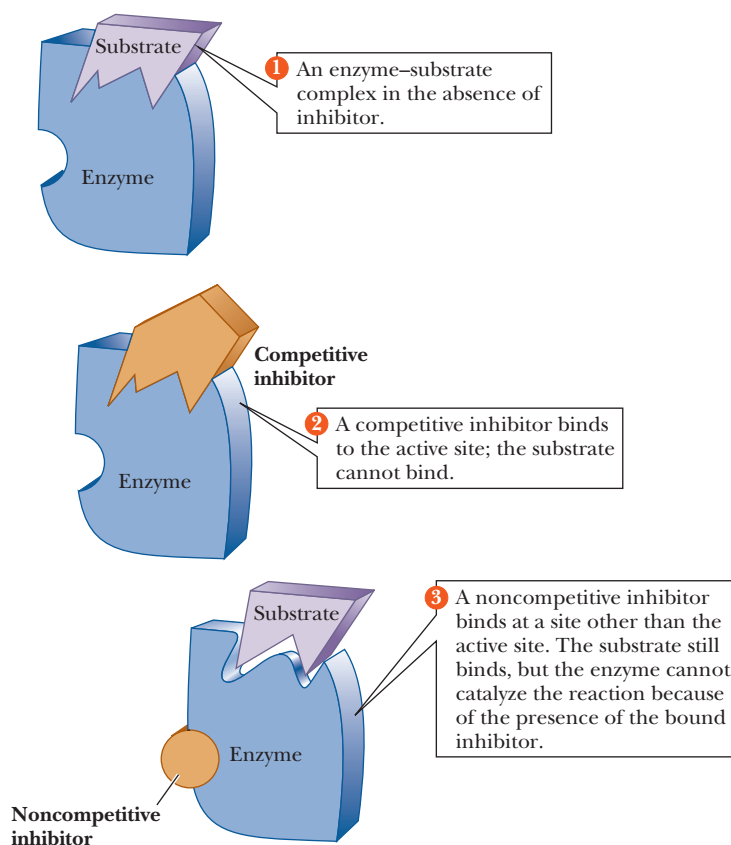 Substrate
1 An enzyme–substrate
complex in the absence of
inhibitor.
Enzyme
Competitive
inhibitor
2 A competitive inhibitor binds
to the active site; the substrate
cannot bind.
Enzyme
Substrate
3 A noncompetitive inhibitor
binds at a site other than the
active site. The substrate still
binds, but the enzyme cannot
catalyze the reaction because
of the presence of the bound
inhibitor.
Enzyme
Noncompetitive
inhibitor